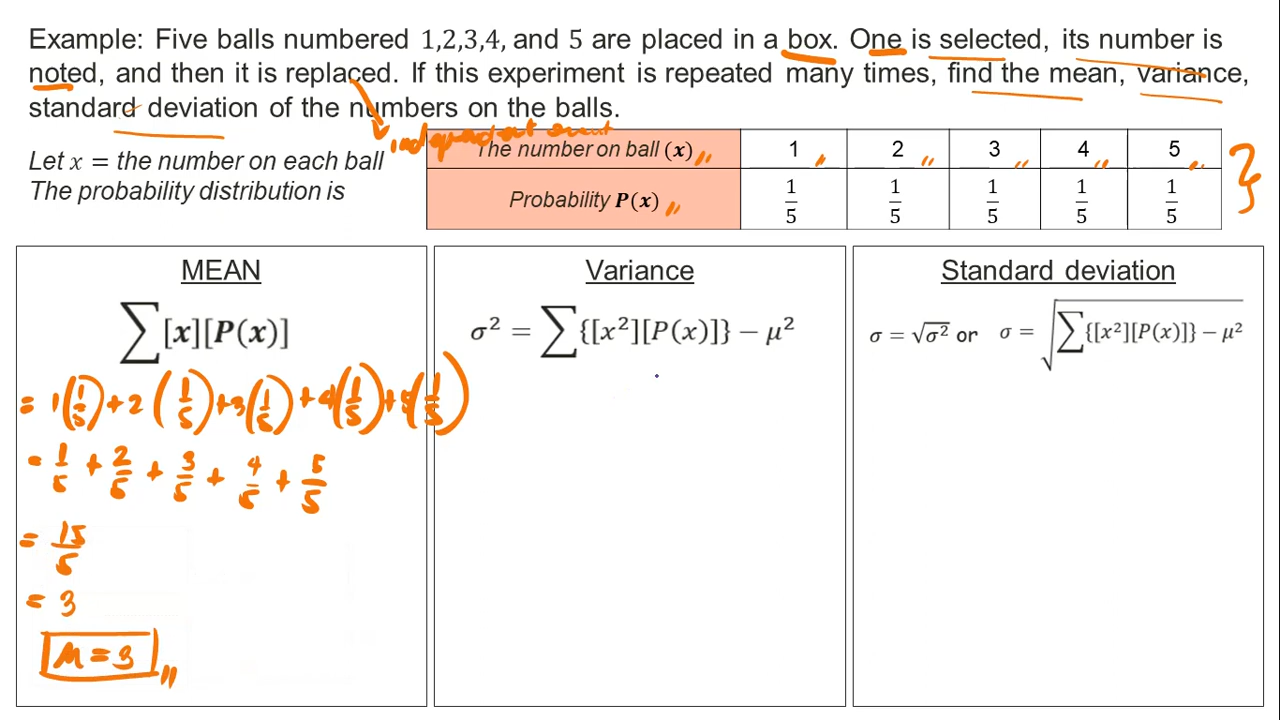 Example: Five balls numbered 1,2,3,4, and 5 are placed in a box. One is selected, its number is
noted, and then it is replaced. If this experiment is repeated many times, find the mean, variance,
standard deviation of the numbers on the balls.
independent event
Let x = the number on each ball
The probability distribution is
The number on ball (x) 1 2 3 4 5
Probability P(x) 1/5 1/5 1/5 1/5 1/5
MEAN
∑[x][P(x)]
= 1(1/5) + 2(1/5) + 3(1/5) + 4(1/5) + 5(1/5)
= 1/5 + 2/5 + 3/5 + 4/5 + 5/5
= 15/5
= 3
μ = 3
Variance
σ² = ∑{[x²][P(x)]} − μ²
Standard deviation
σ = √σ² or σ = √∑{[x²][P(x)]} − μ²